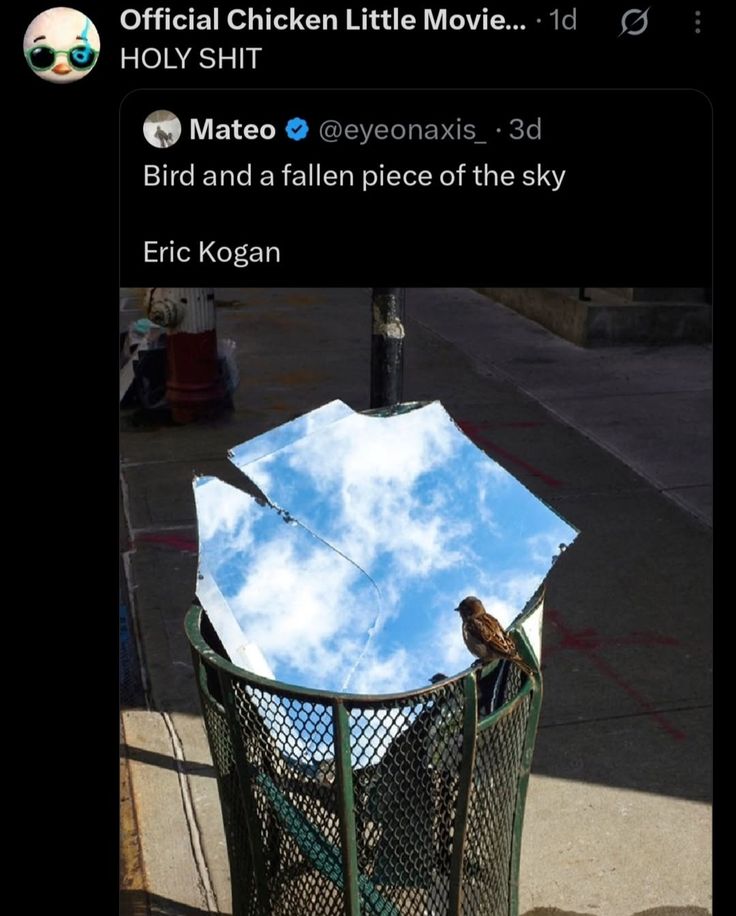 Official Chicken Little Movie... · 1d
HOLY SHIT
Mateo @eyeonaxis_ · 3d
Bird and a fallen piece of the sky
Eric Kogan